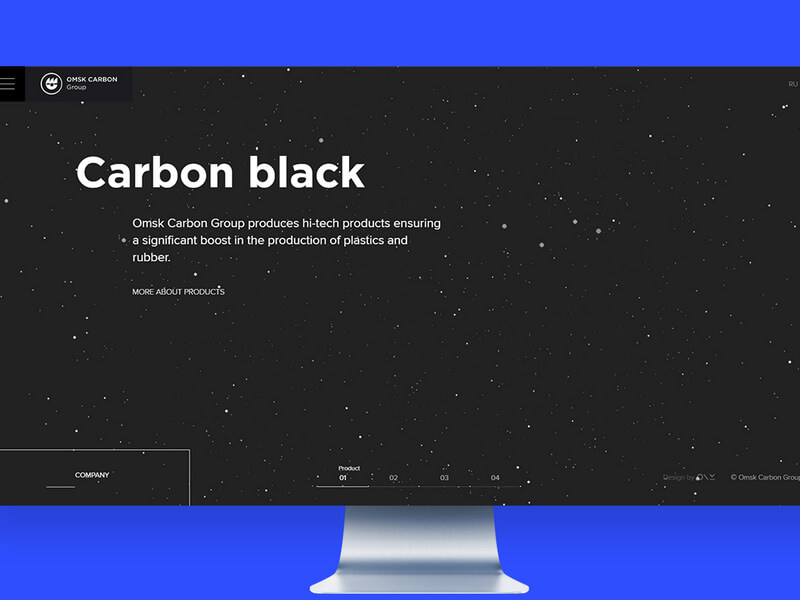 OMSK CARBON
Group
RU
Carbon black
Omsk Carbon Group produces hi-tech products ensuring
a significant boost in the production of plastics and
rubber.
MORE ABOUT PRODUCTS
COMPANY
Product
01 02 03 04
Design by
© Omsk Carbon Group